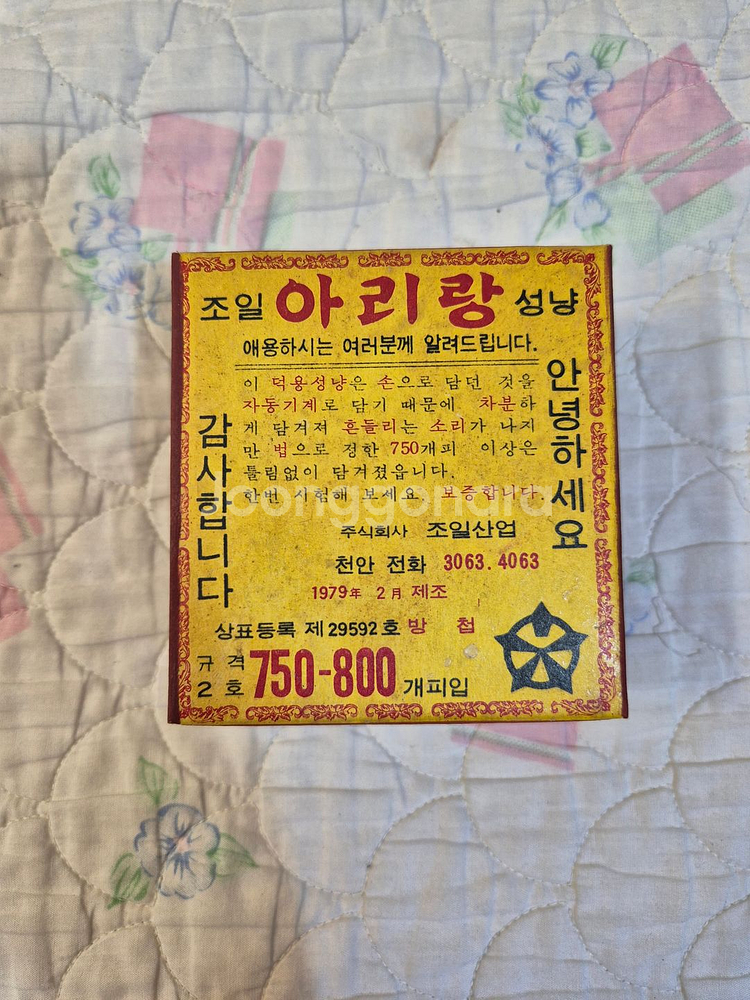 조일 아리랑 성냥
애용하시는 여러분께 알려드립니다.
안녕하세요
이 덕용성냥은 손으로 담던 것을
자동기계로 담기 때문에 차분하
게 담겨져 흔들리는 소리가 나지
만 법으로 정한 750개피 이상은
틀림없이 담겨졌읍니다.
한번 시험해 보세요. 보증합니다.
감사합니다
주식회사 조일산업
천안 전화 3063.4063
1979年 2月 제조
상표등록 제29592호 방첩
규격
2호 750-800 개피입
joonggonara